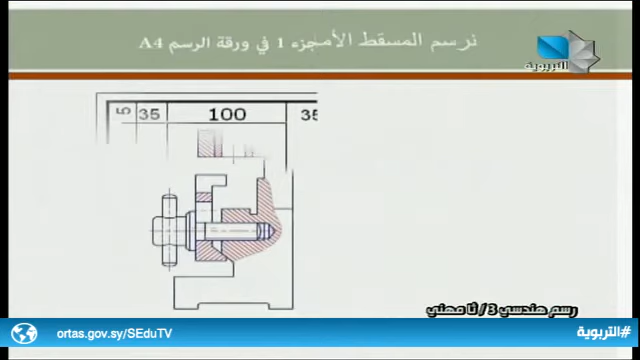 نرسم المسقط الأمجزء 1 في ورقة الرسم A4
التربوية
5 35 100 35
رسم هندسي 3 / ثا مهني
ortas.gov.sy/SEduTV
#التربوية